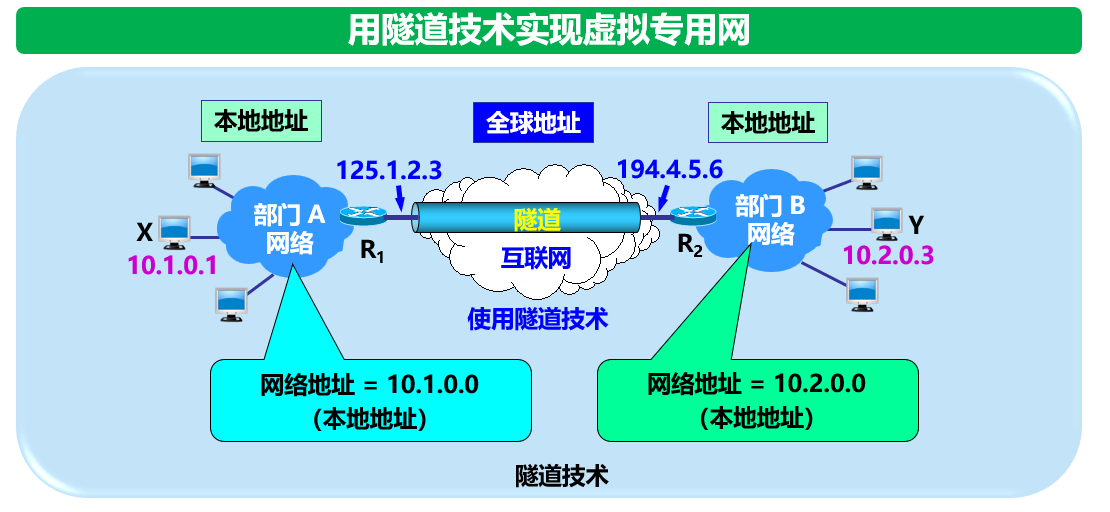 用隧道技术实现虚拟专用网
本地地址
全球地址
本地地址
125.1.2.3
194.4.5.6
部门 A
网络
部门 B
网络
X
10.1.0.1
R1
隧道
互联网
R2
Y
10.2.0.3
使用隧道技术
网络地址 = 10.1.0.0
（本地地址）
网络地址 = 10.2.0.0
（本地地址）
隧道技术